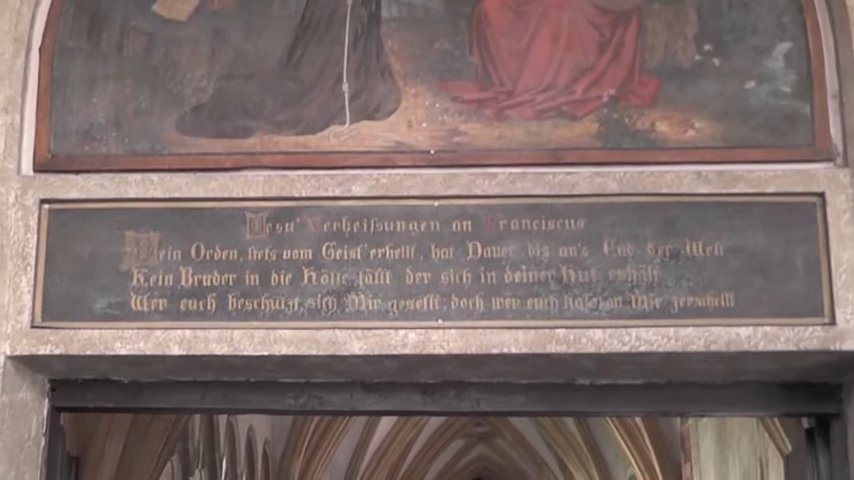 Jesu' Verheissungen an Franciscus
Dein Orden, stets vom Geist' erhellt, hat Dauer bis an's End der Welt
Kein Bruder in die Hölle fällt der sich in deiner Hut erhält
Wer euch beschützt, sich Mir gesellt, doch wer euch hasst, an zerschellt